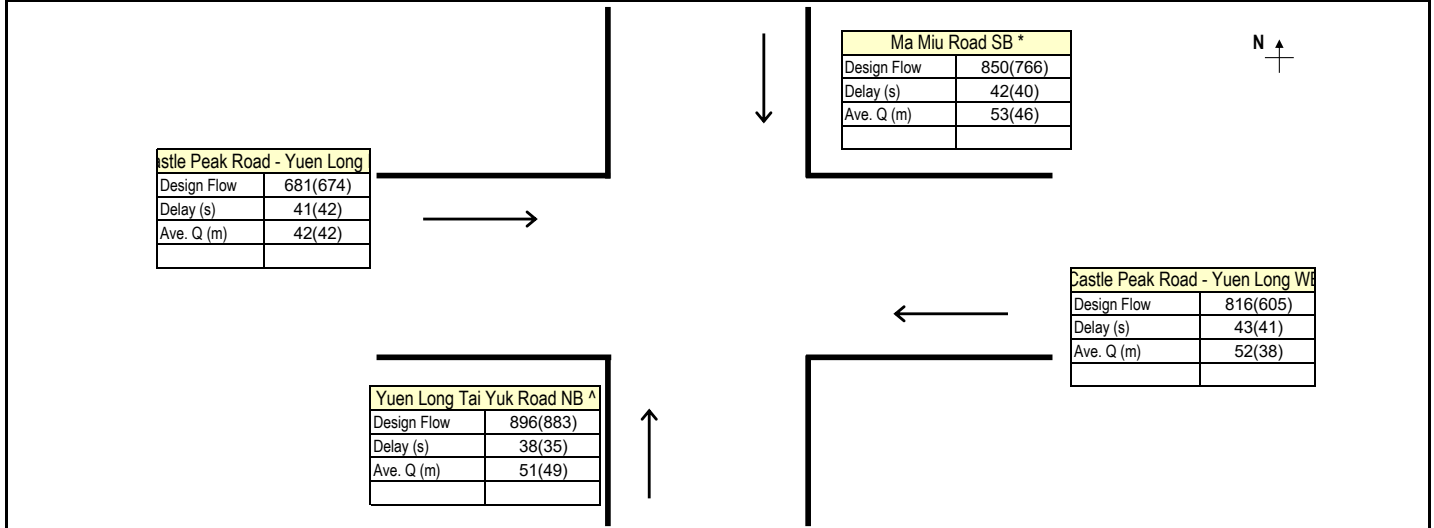 Ma Miu Road SB *
Design Flow 850(766)
Delay (s) 42(40)
Ave. Q (m) 53(46)
N
astle Peak Road - Yuen Long
Design Flow 681(674)
Delay (s) 41(42)
Ave. Q (m) 42(42)
Castle Peak Road - Yuen Long WB
Design Flow 816(605)
Delay (s) 43(41)
Ave. Q (m) 52(38)
Yuen Long Tai Yuk Road NB ^
Design Flow 896(883)
Delay (s) 38(35)
Ave. Q (m) 51(49)